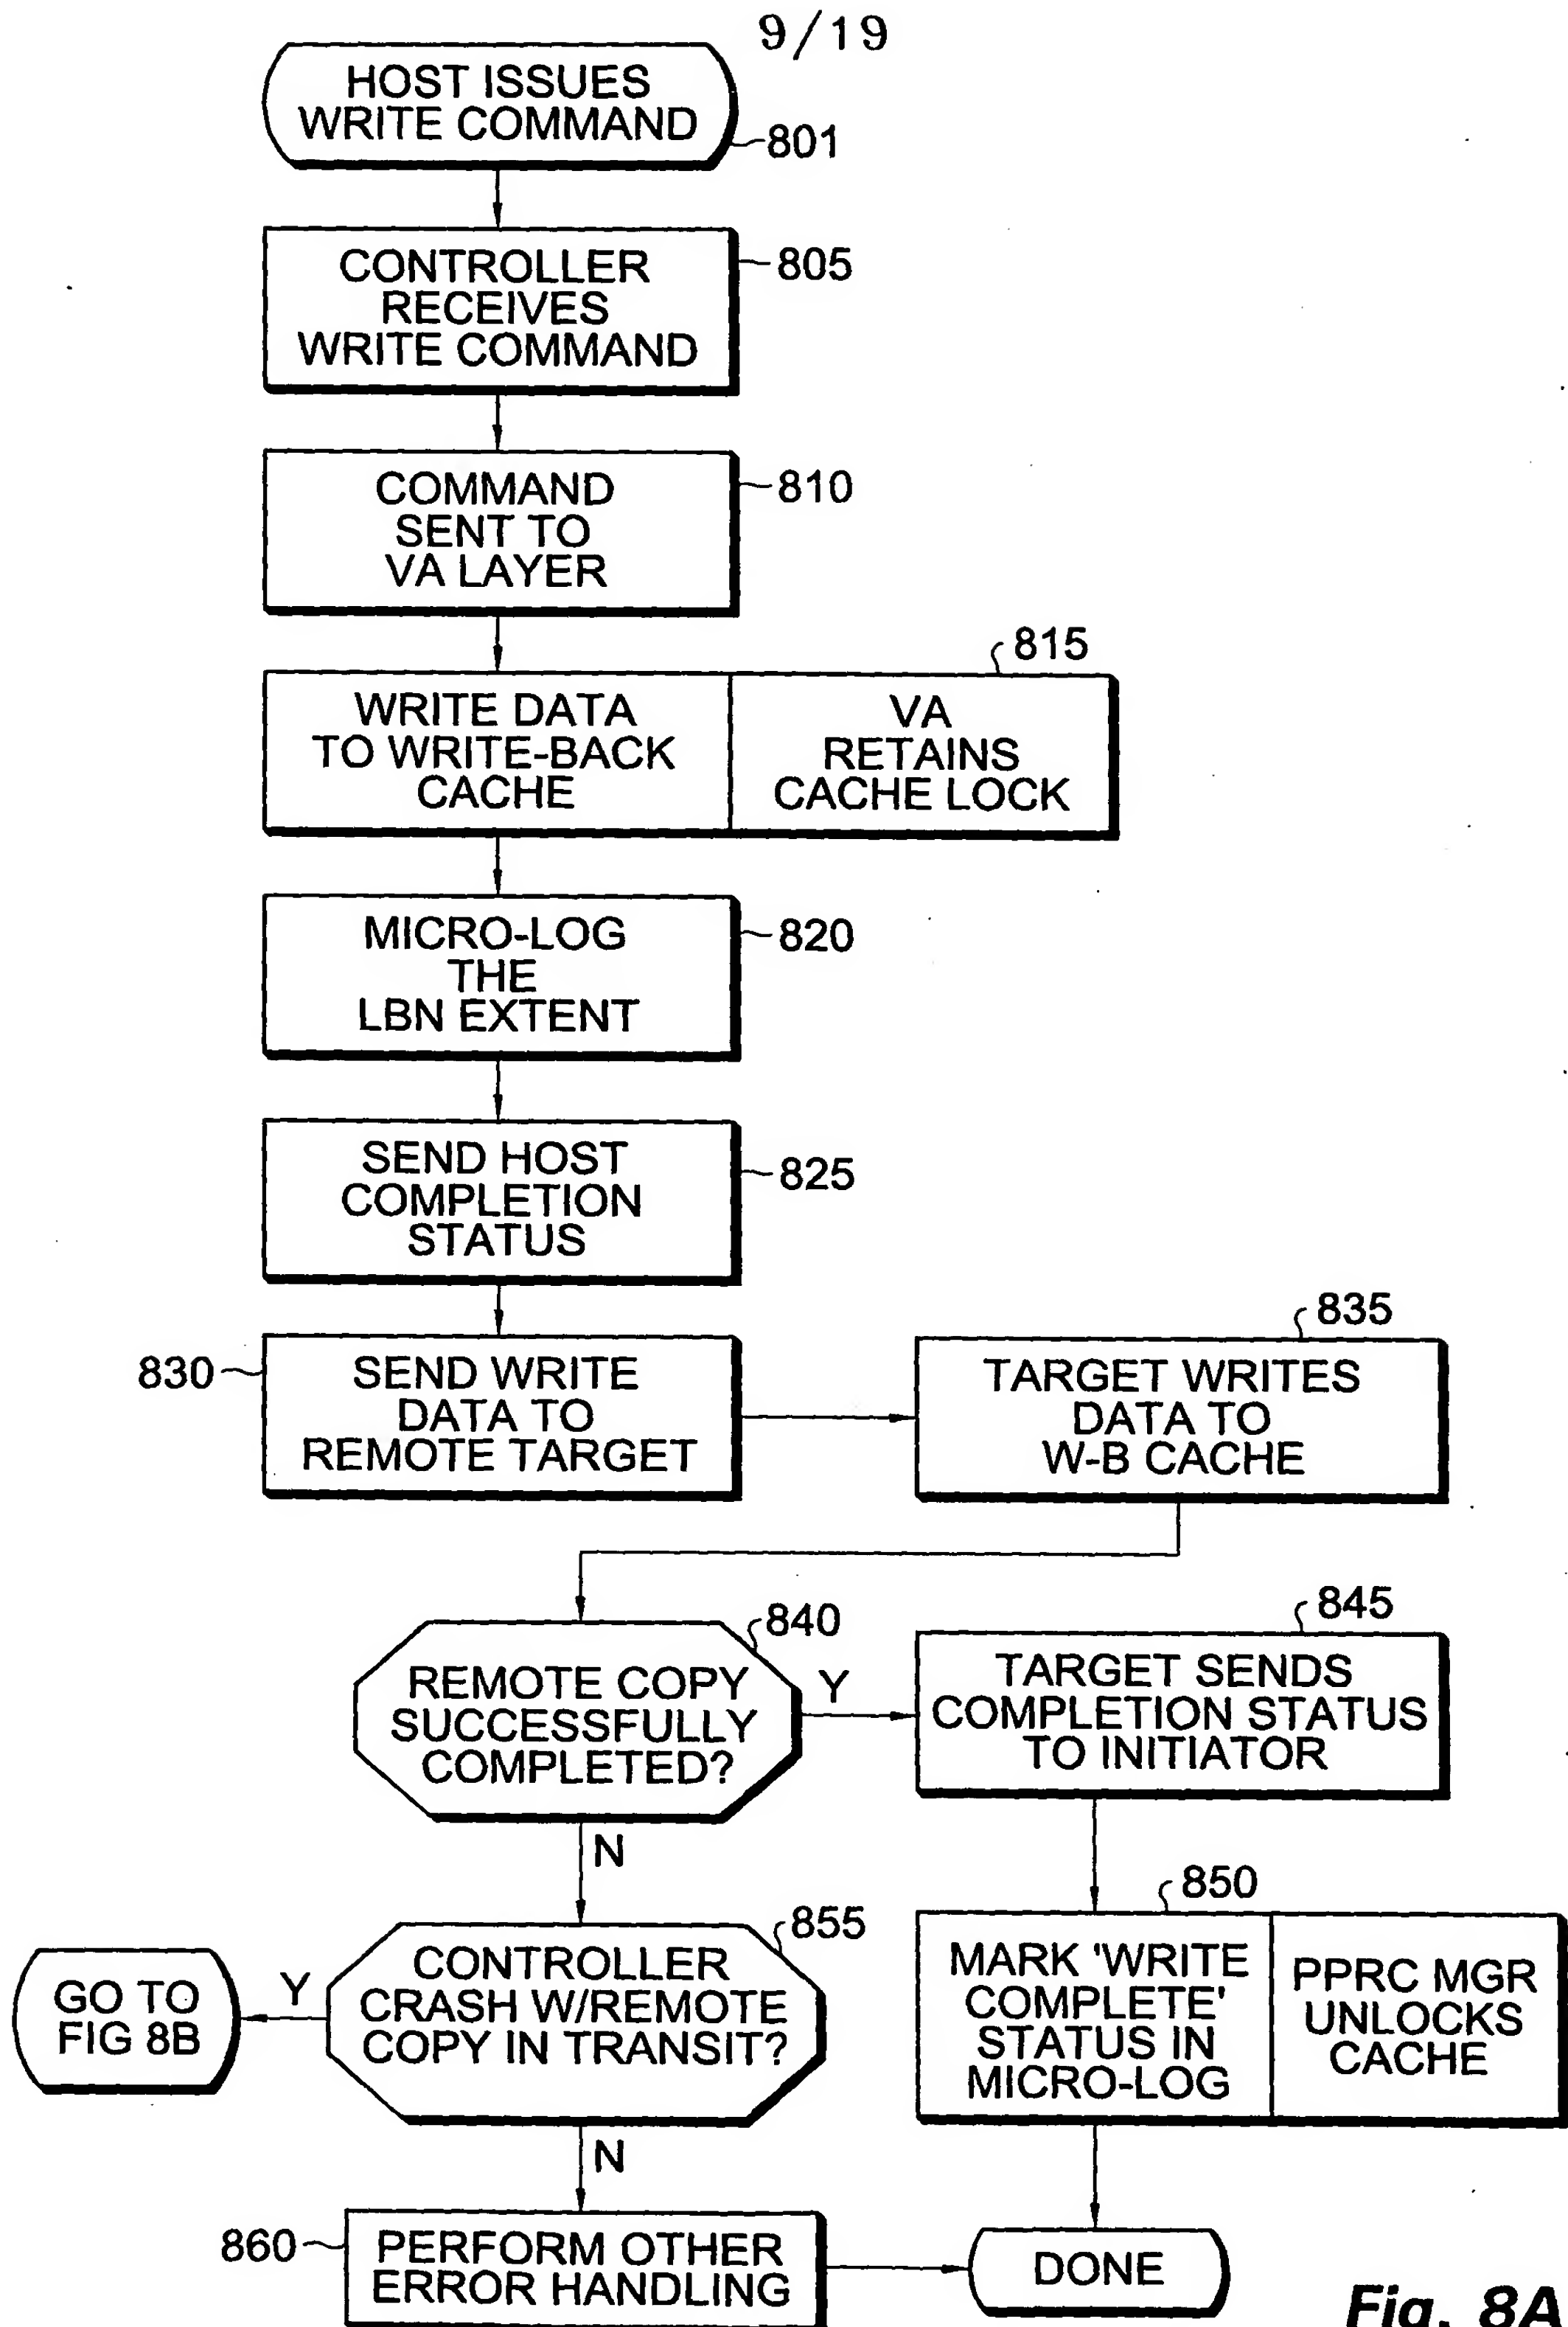 9/19
HOST ISSUES
WRITE COMMAND
801
CONTROLLER
RECEIVES
WRITE COMMAND
805
COMMAND
SENT TO
VA LAYER
810
WRITE DATA
TO WRITE-BACK
CACHE
815
VA
RETAINS
CACHE LOCK
MICRO-LOG
THE
LBN EXTENT
820
SEND HOST
COMPLETION
STATUS
825
830
SEND WRITE
DATA TO
REMOTE TARGET
835
TARGET WRITES
DATA TO
W-B CACHE
840
REMOTE COPY
SUCCESSFULLY
COMPLETED?
Y
845
TARGET SENDS
COMPLETION STATUS
TO INITIATOR
N
850
MARK 'WRITE
COMPLETE'
STATUS IN
MICRO-LOG
PPRC MGR
UNLOCKS
CACHE
855
CONTROLLER
CRASH W/REMOTE
COPY IN TRANSIT?
Y
GO TO
FIG 8B
N
860
PERFORM OTHER
ERROR HANDLING
DONE
Fig. 8A